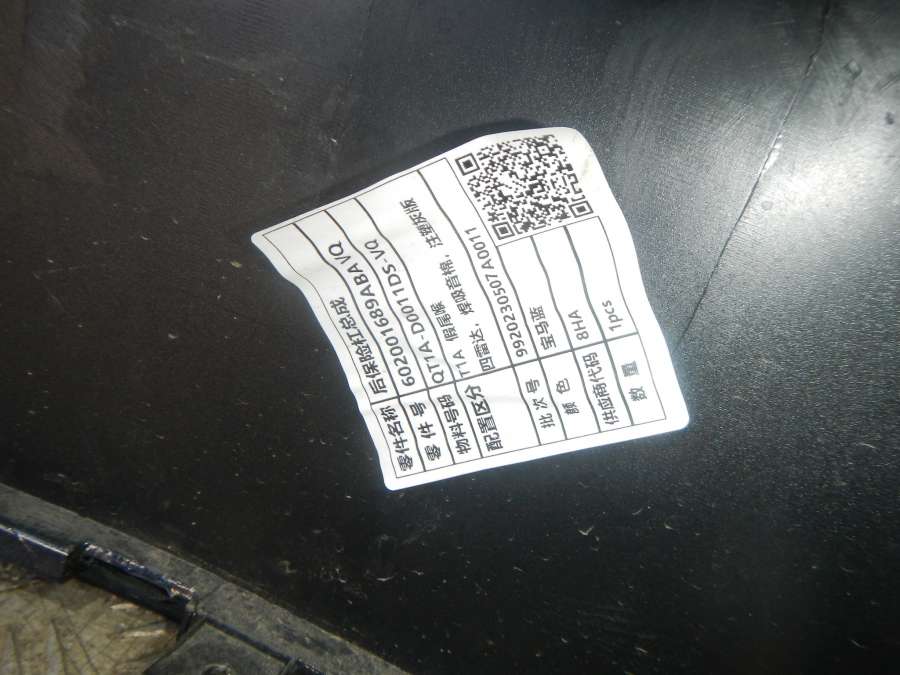 零件名称 后保险杠总成
零件号 602001689ABAVQ
物料号码 QT1A-D0011DS-VQ
配置区分 T1A 假尾喉
四雷达，焊吸音棉，注塑灰版
批次号 9920230507A0011
颜色 宝马蓝
供应商代码 8HA
数量 1pcs